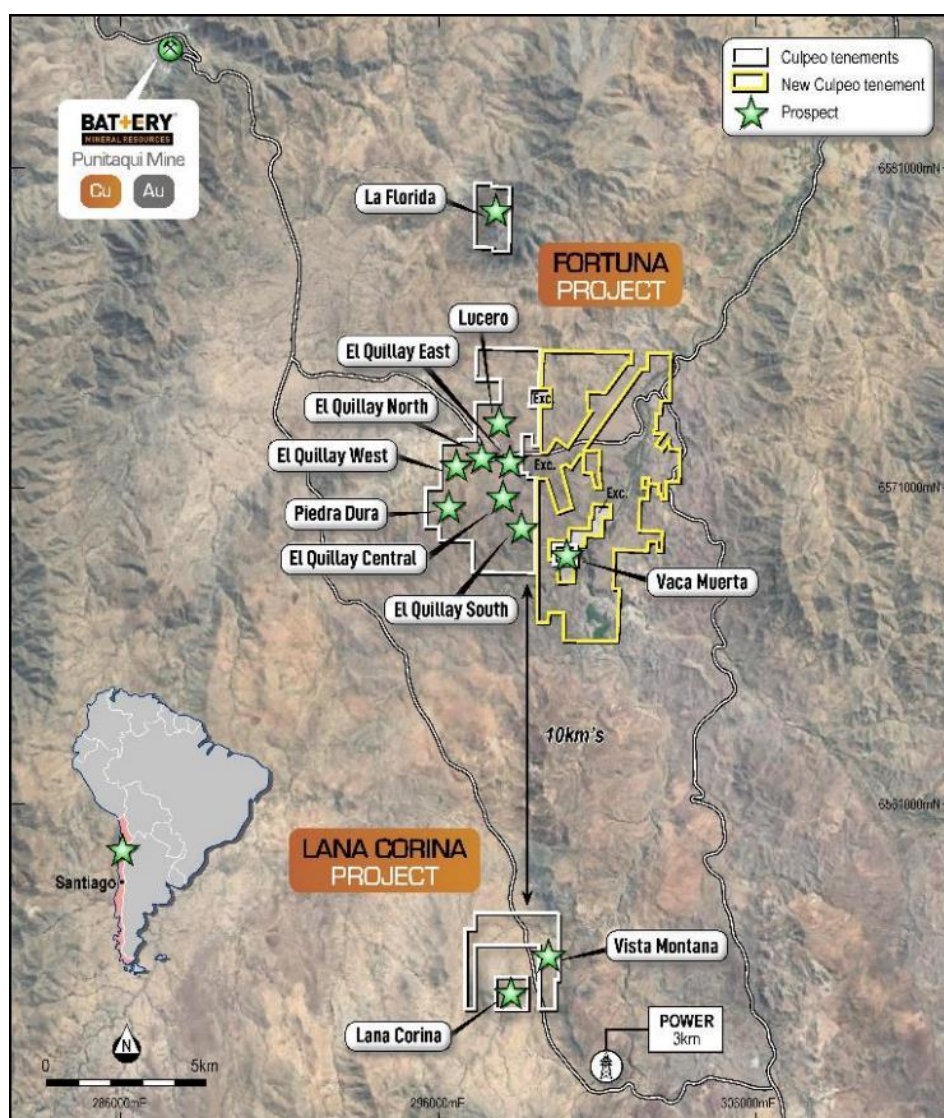 Culpeo tenements
New Culpeo tenement
Prospect
BAT+ERY
MINERAL RESOURCES
Punitaqui Mine
Cu Au
6581000mN
La Florida
FORTUNA
PROJECT
Lucero
El Quillay East
El Quillay North
Exc.
El Quillay West
Exc.
6571000mN
Exc.
Piedra Dura
El Quillay Central
Vaca Muerta
El Quillay South
10km's
6561000mN
LANA CORINA
PROJECT
Santiago
Vista Montana
Lana Corina
POWER
3km
N
0 5km
286000mE 296000mE 306000mE